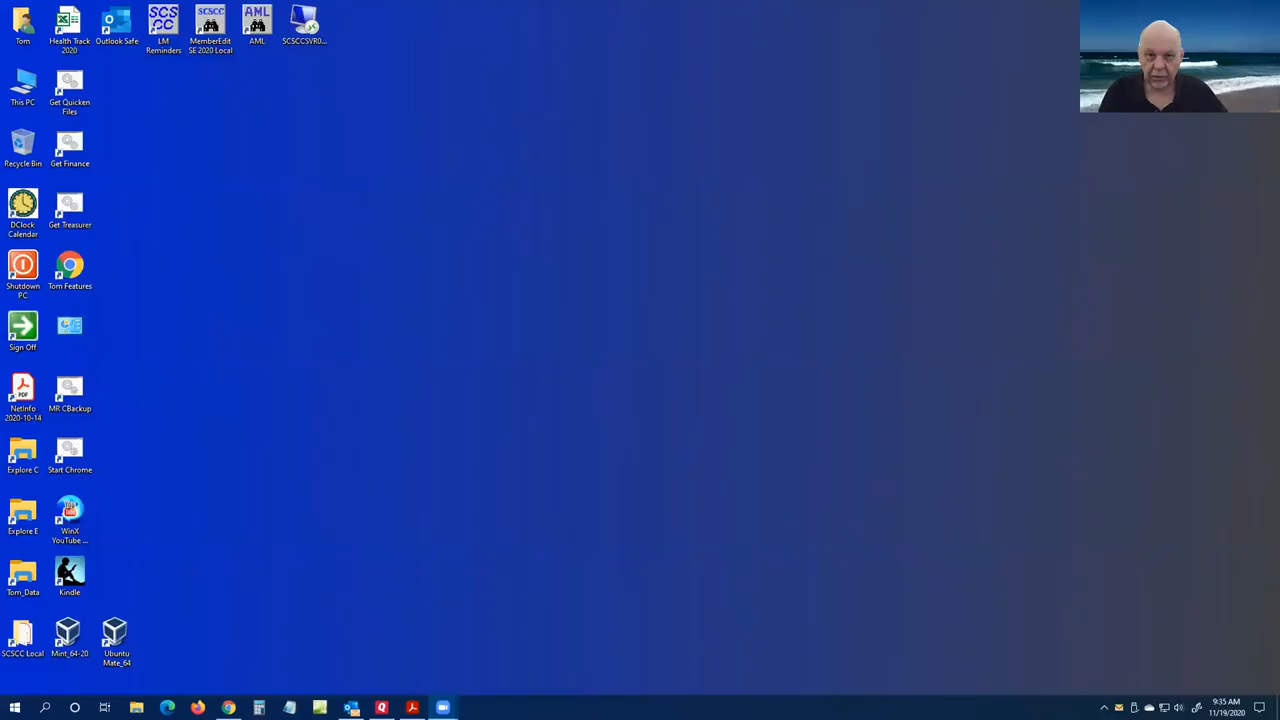 Tom
Health Track
2020
Outlook Safe
SCS
CC
LM
Reminders
SCSCC
MemberEdit
SE 2020 Local
AML
AML
SCSCCSVR0...
This PC
Get Quicken
Files
Recycle Bin
Get Finance
DClock
Calendar
Get Treasurer
Shutdown
PC
Tom Features
Sign Off
PDF
NetInfo
2020-10-14
MR CBackup
Explore C
Start Chrome
Explore E
WinX
YouTube ...
Tom_Data
Kindle
SCSCC Local
Mint_64-20
Ubuntu
Mate_64
9:35 AM
11/19/2020